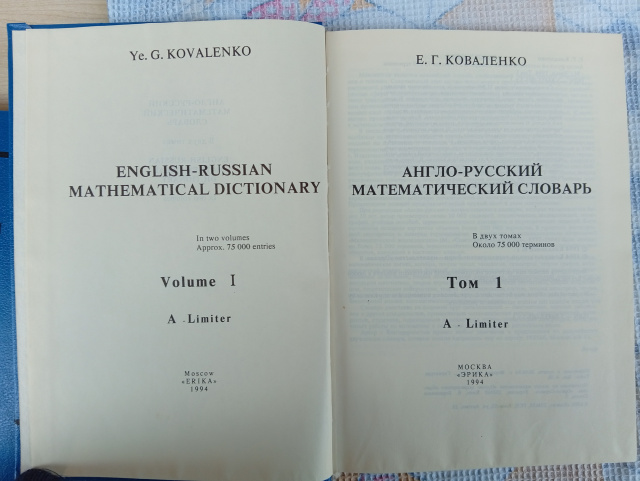 Ye. G. KOVALENKO
ENGLISH-RUSSIAN
MATHEMATICAL DICTIONARY
In two volumes
Approx. 75 000 entries
Volume I
A - Limiter
Moscow
«ERIKA»
1994
Е. Г. КОВАЛЕНКО
АНГЛО-РУССКИЙ
МАТЕМАТИЧЕСКИЙ СЛОВАРЬ
В двух томах
Около 75 000 терминов
Том 1
A - Limiter
МОСКВА
«ЭРИКА»
1994